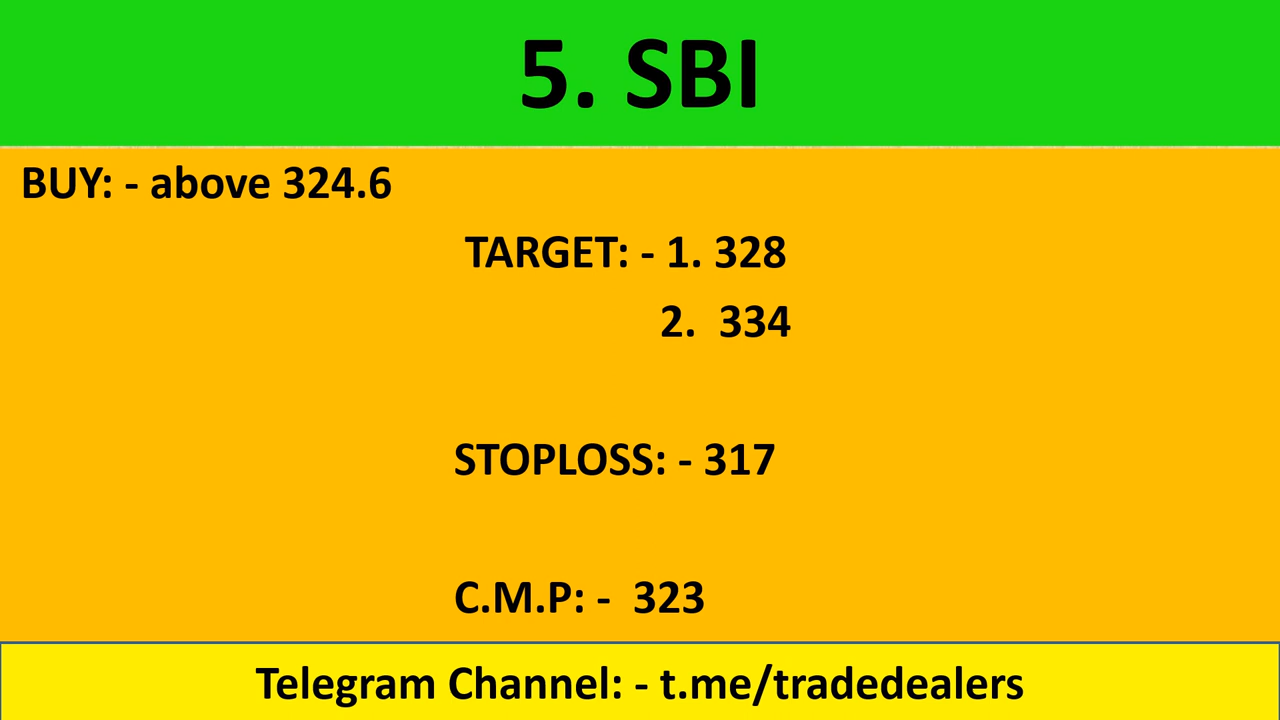 5. SBI
BUY: - above 324.6
TARGET: - 1. 328
2. 334
STOPLOSS: - 317
C.M.P: - 323
Telegram Channel: - t.me/tradedealers